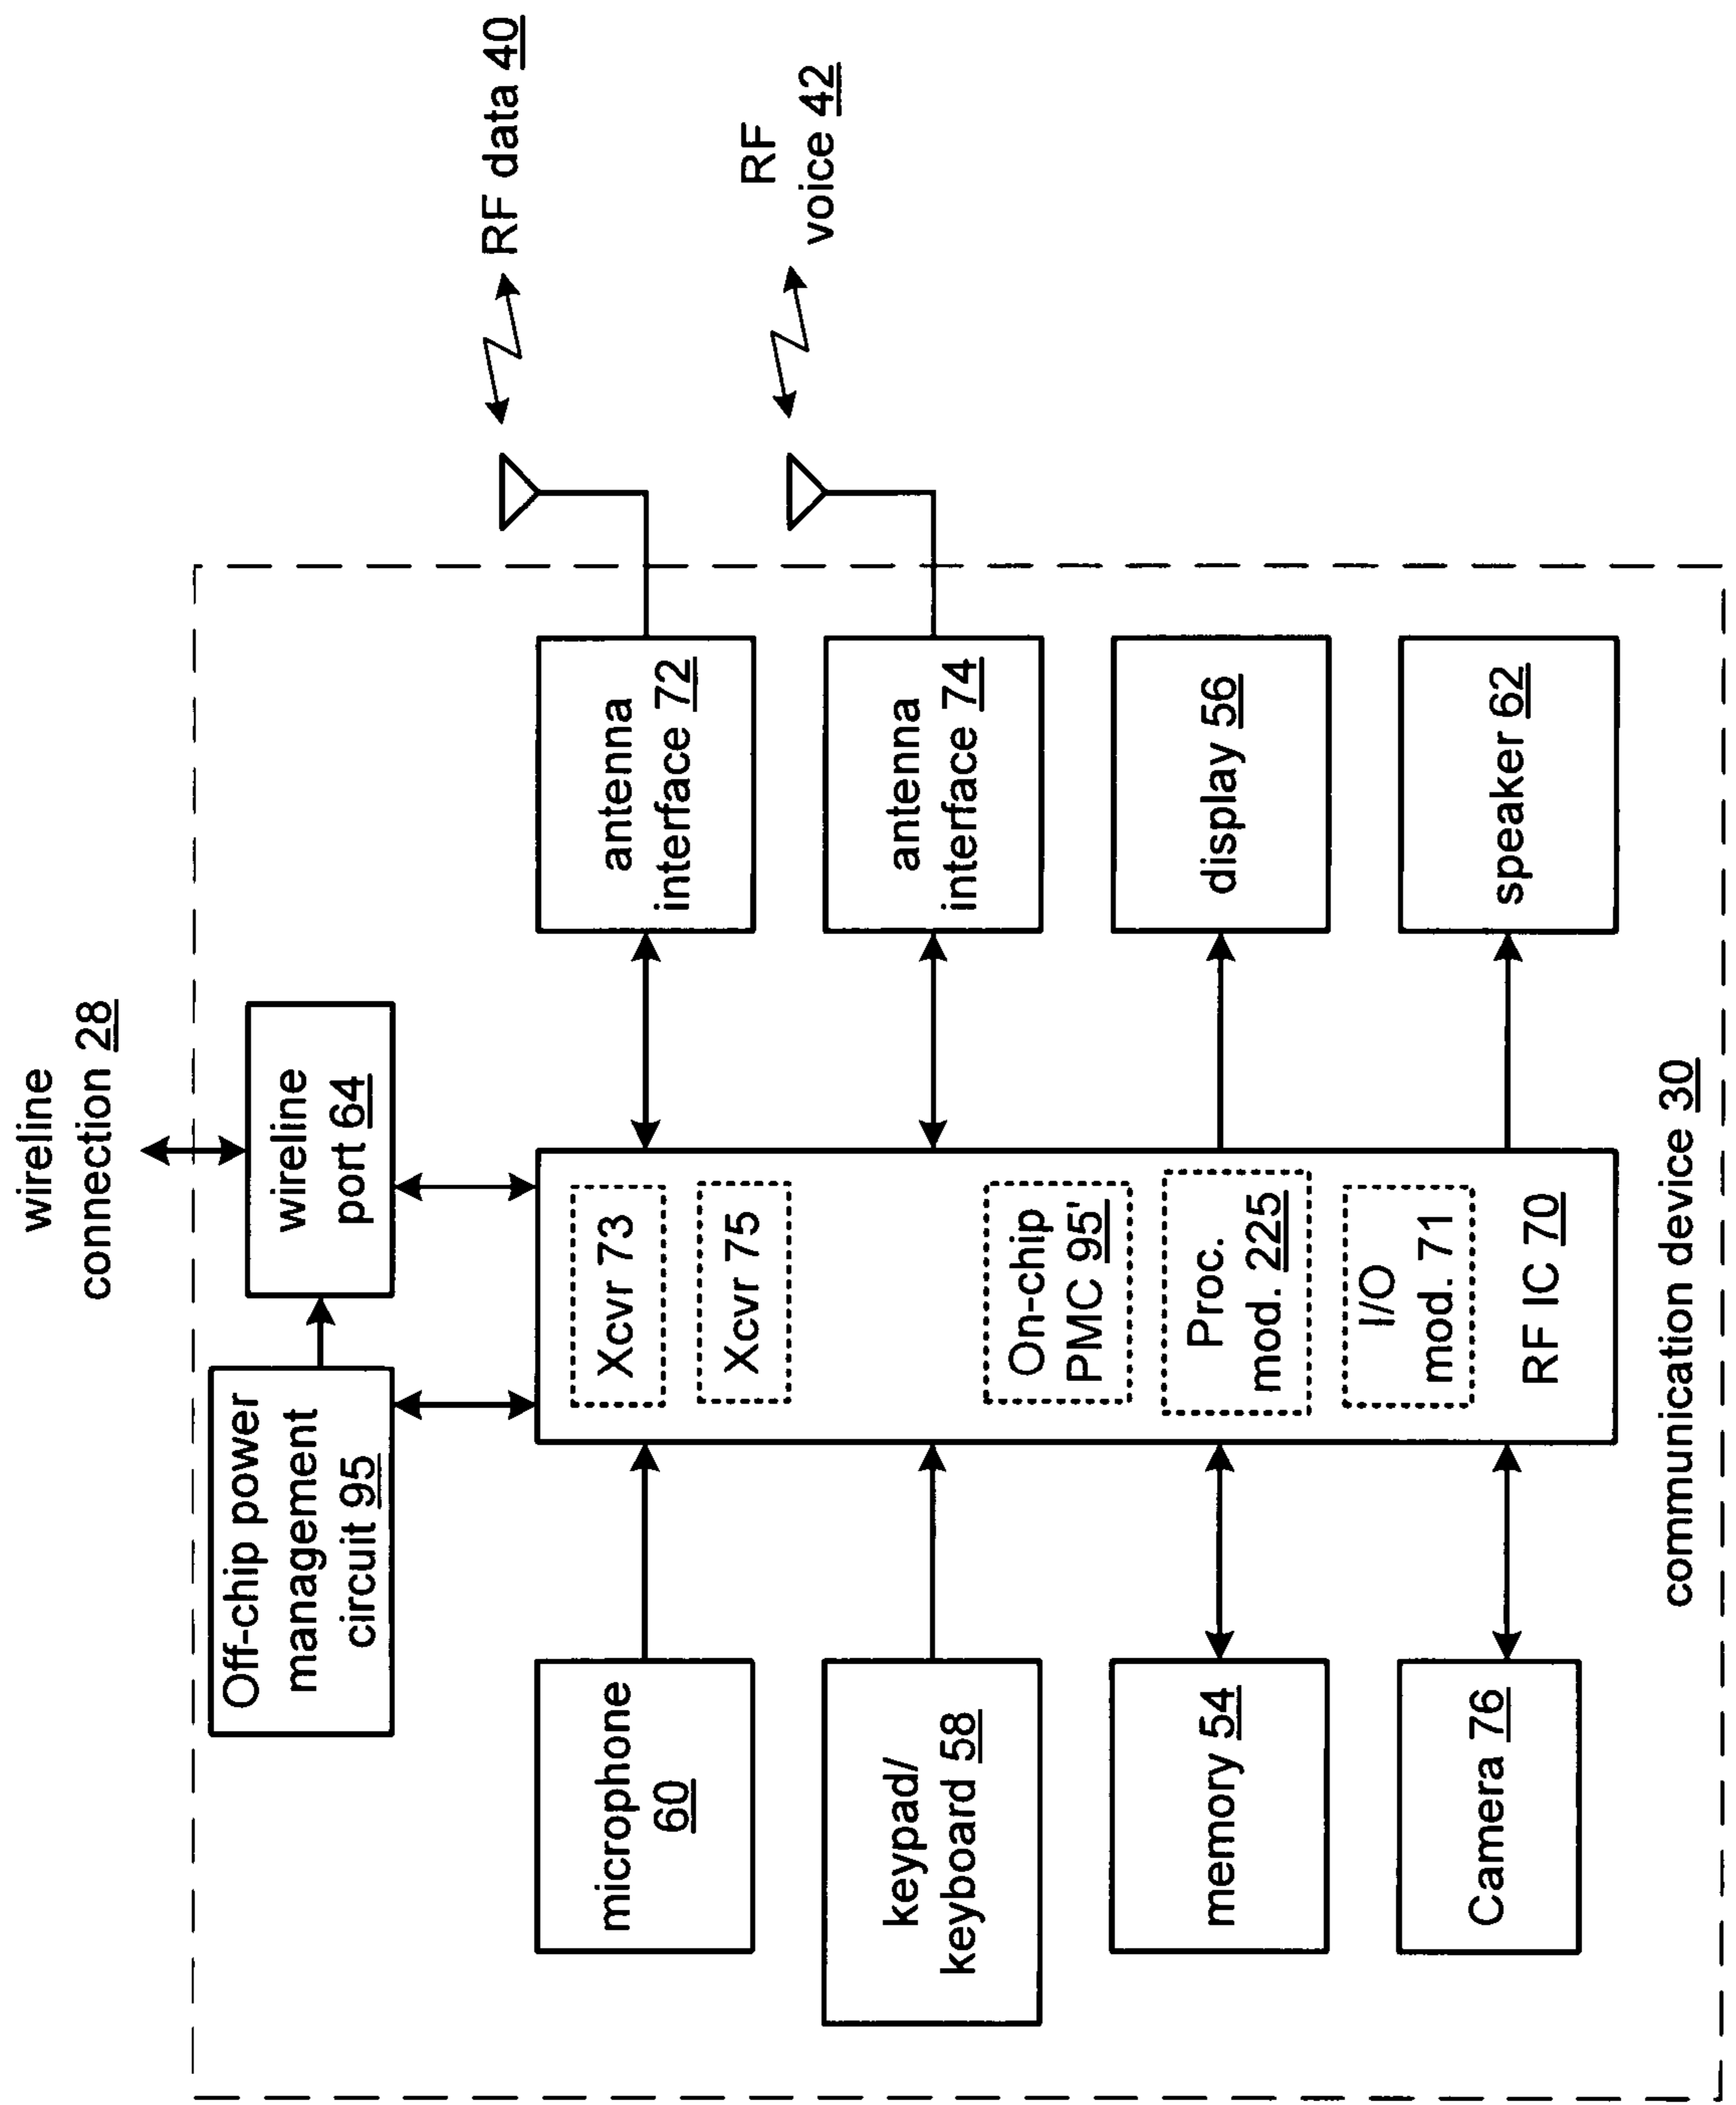 wireline
connection 28
Off-chip power
management
circuit 95
wireline
port 64
microphone
60
Xcvr 73
antenna
interface 72
RF data 40
Xcvr 75
keypad/
keyboard 58
antenna
interface 74
RF
voice 42
On-chip
PMC 95'
memory 54
Proc.
mod. 225
display 56
I/O
mod. 71
Camera 76
RF IC 70
speaker 62
communication device 30